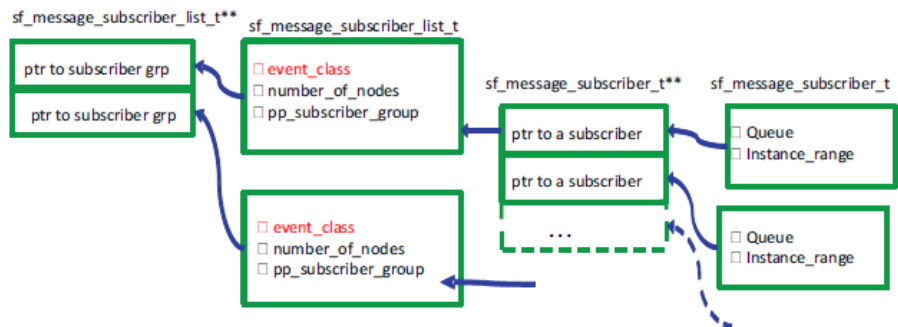 sf_message_subscriber_list_t**
sf_message_subscriber_list_t
ptr to subscriber grp
ptr to subscriber grp
□ event_class
□ number_of_nodes
□ pp_subscriber_group
sf_message_subscriber_t**
sf_message_subscriber_t
ptr to a subscriber
ptr to a subscriber
...
□ Queue
□ Instance_range
□ event_class
□ number_of_nodes
□ pp_subscriber_group
□ Queue
□ Instance_range